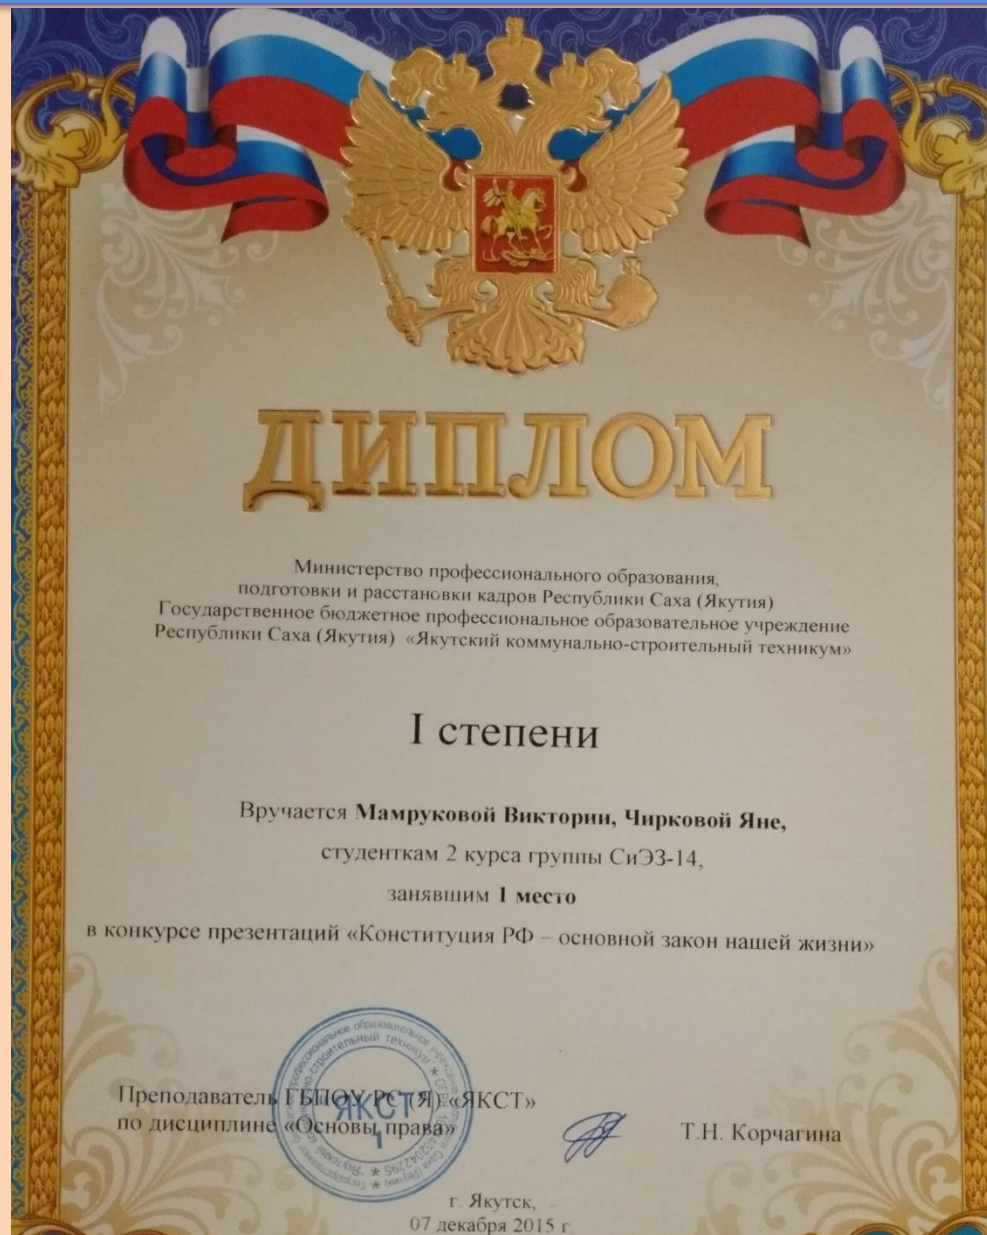 ДИПЛОМ
Министерство профессионального образования,
подготовки и расстановки кадров Республики Саха (Якутия)
Государственное бюджетное профессиональное образовательное учреждение
Республики Саха (Якутия) «Якутский коммунально-строительный техникум»
I степени
Вручается Мамруковой Виктории, Чирковой Яне,
студенткам 2 курса группы СиЭЗ-14,
занявшим 1 место
в конкурсе презентаций «Конституция РФ – основной закон нашей жизни»
Преподаватель ГБПОУ РС (Я) «ЯКСТ»
по дисциплине «Основы права»
Т.Н. Корчагина
ЯКСТ
1
г. Якутск,
07 декабря 2015 г.